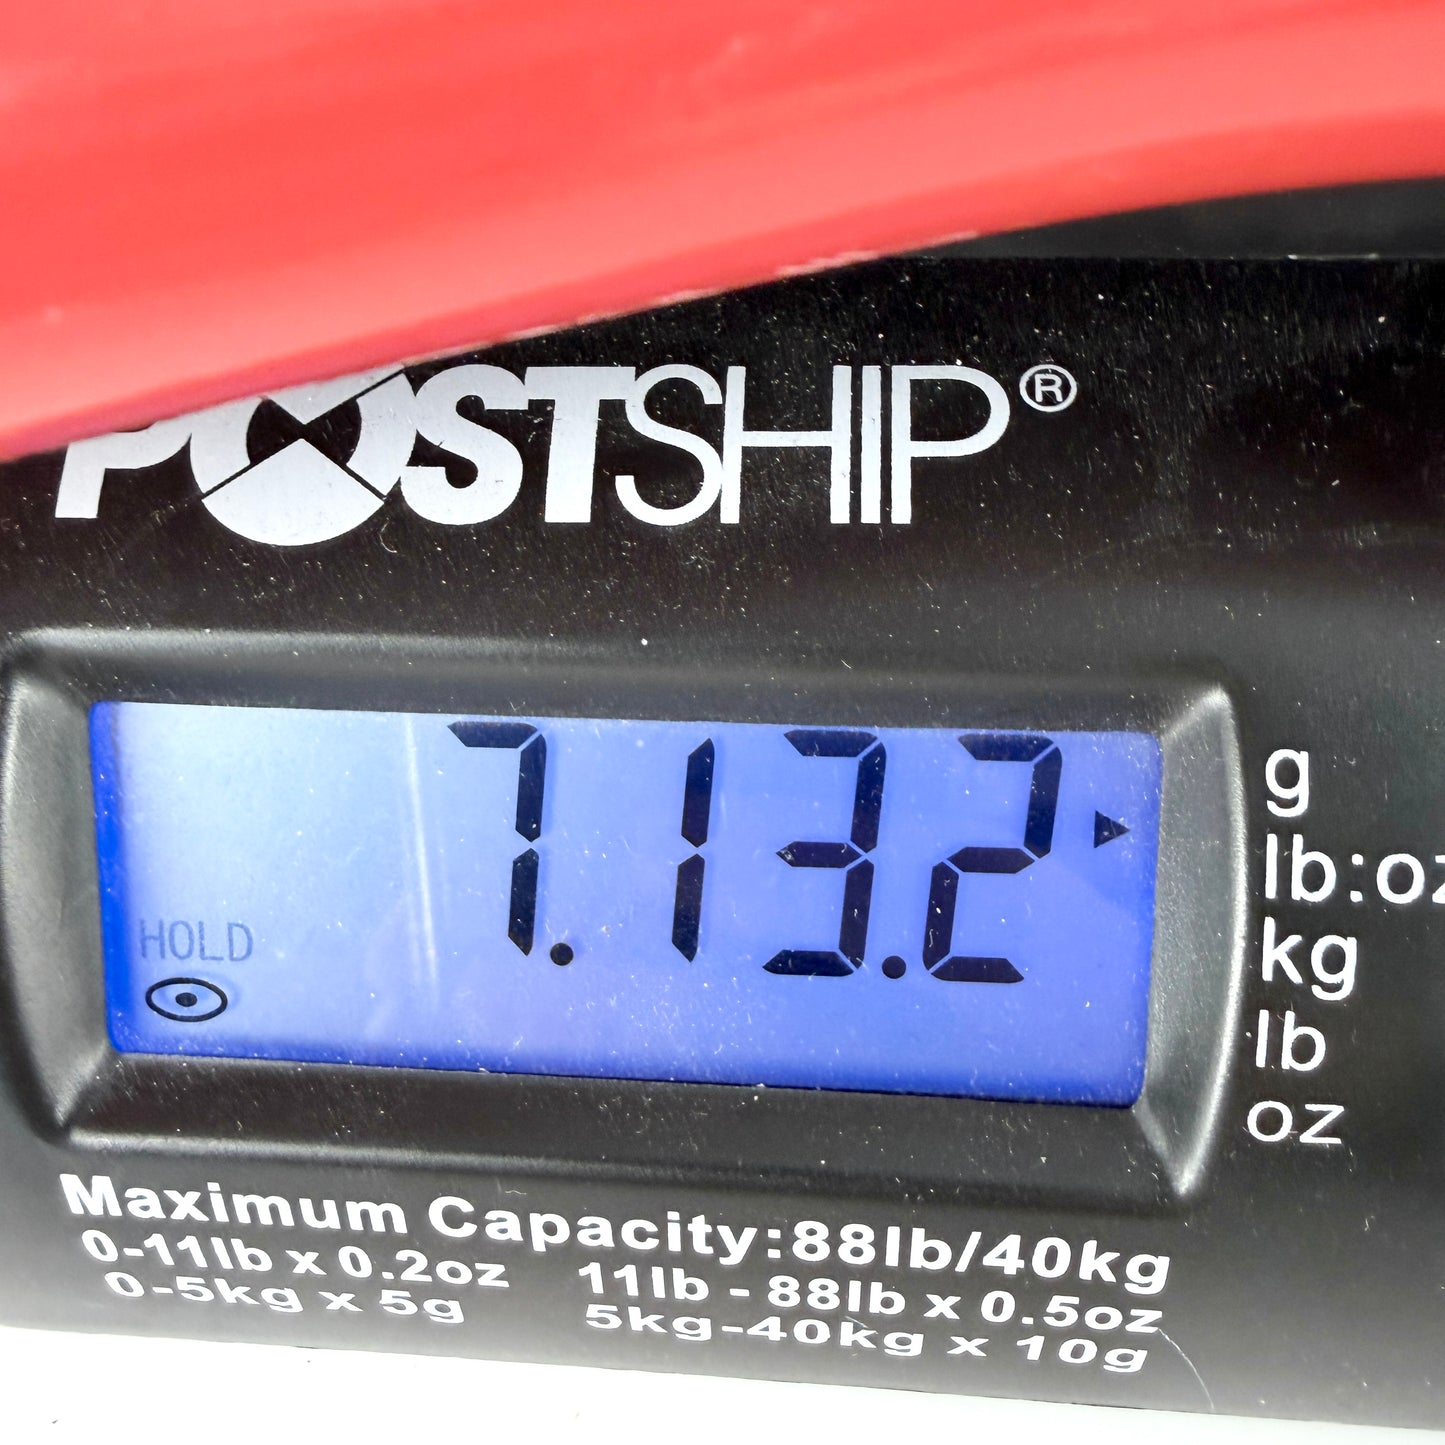 POSTSHIP®
7.13.2
HOLD
g
lb:oz
kg
lb
oz
Maximum Capacity:88lb/40kg
0-11lb x 0.2oz 11lb - 88lb x 0.5oz
0-5kg x 5g 5kg-40kg x 10g